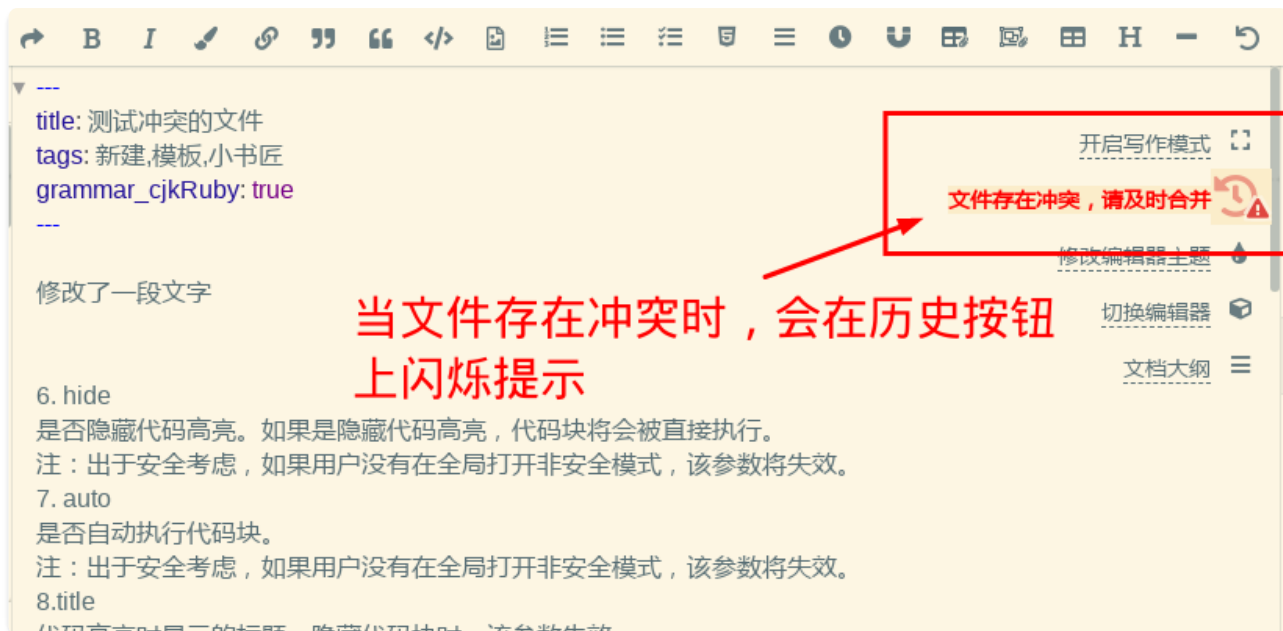 ---
title: 测试冲突的文件
tags: 新建,模板,小书匠
grammar_cjkRuby: true
---
开启写作模式
文件存在冲突，请及时合并
修改编辑器主题
切换编辑器
文档大纲
修改了一段文字
当文件存在冲突时，会在历史按钮
上闪烁提示
6. hide
是否隐藏代码高亮。如果是隐藏代码高亮，代码块将会被直接执行。
注：出于安全考虑，如果用户没有在全局打开非安全模式，该参数将失效。
7. auto
是否自动执行代码块。
注：出于安全考虑，如果用户没有在全局打开非安全模式，该参数将失效。
8.title